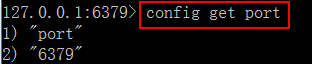 127.0.0.1:6379> config get port
1) "port"
2) "6379"